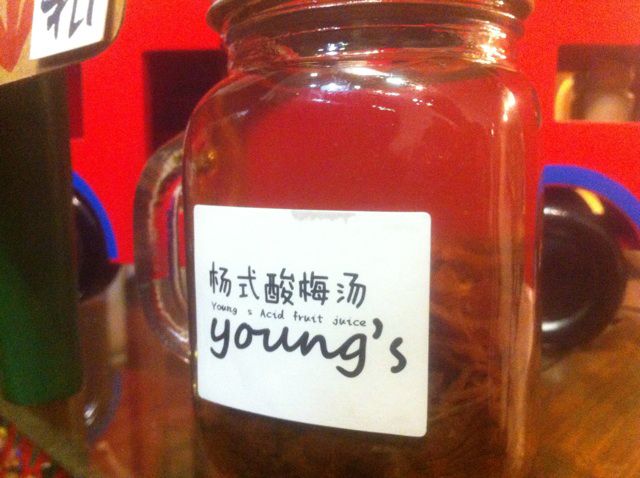 杨式酸梅汤
Young s Acid fruit juice
young's